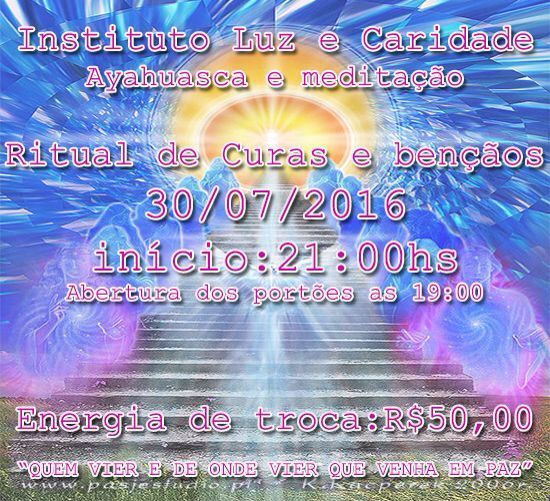 Instituto Luz e Caridade
Ayahuasca e meditação
Ritual de Curas e bençãos
30/07/2016
início:21:00hs
Abertura dos portões as 19:00
Energia de troca:R$50,00
“QUEM VIER E DE ONDE VIER QUE VENHA EM PAZ”